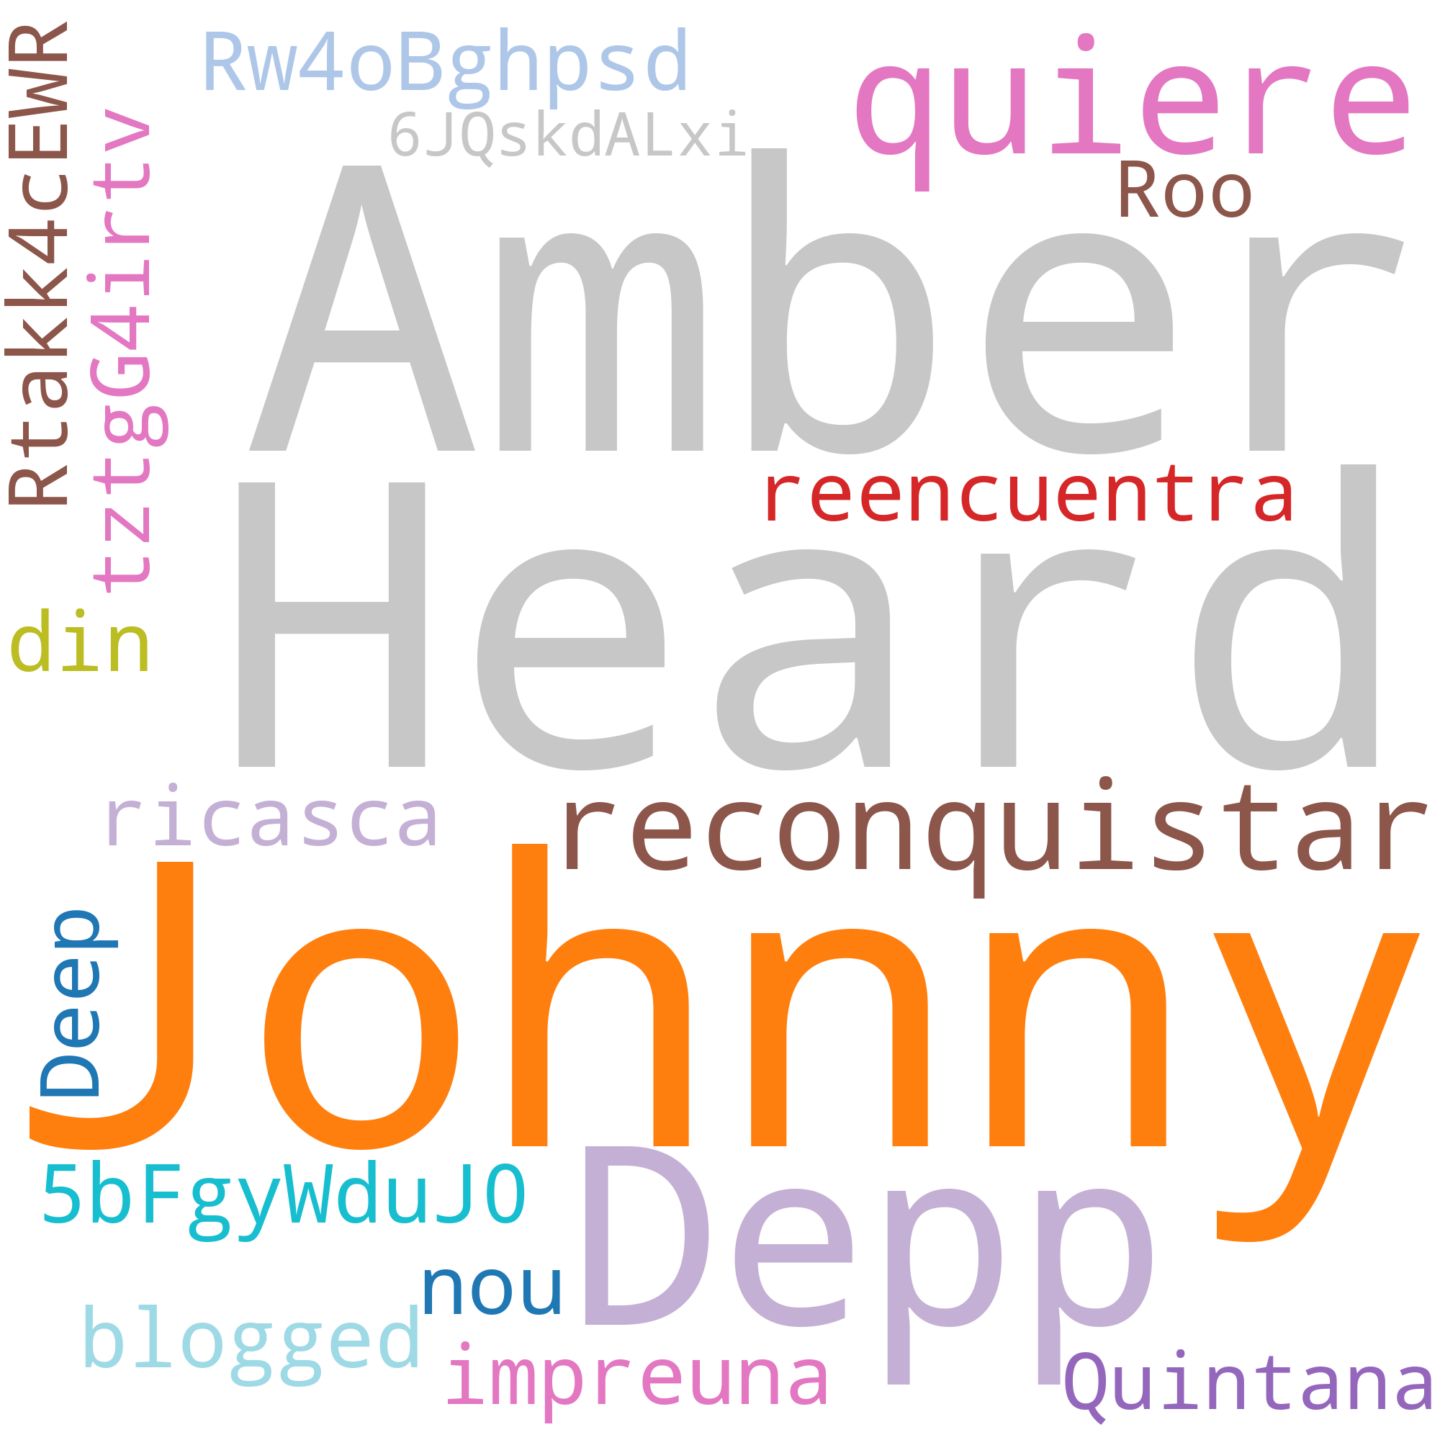 Rw4oBghpsd
quiere
6JQskdALxi
Rtakk4cEWR
tztgG4irtv
Roo
Amber
reencuentra
Heard
din
ricasca
reconquistar
Johnny
Deep
5bFgyWduJO
Depp
nou
blogged
impreuna
Quintana